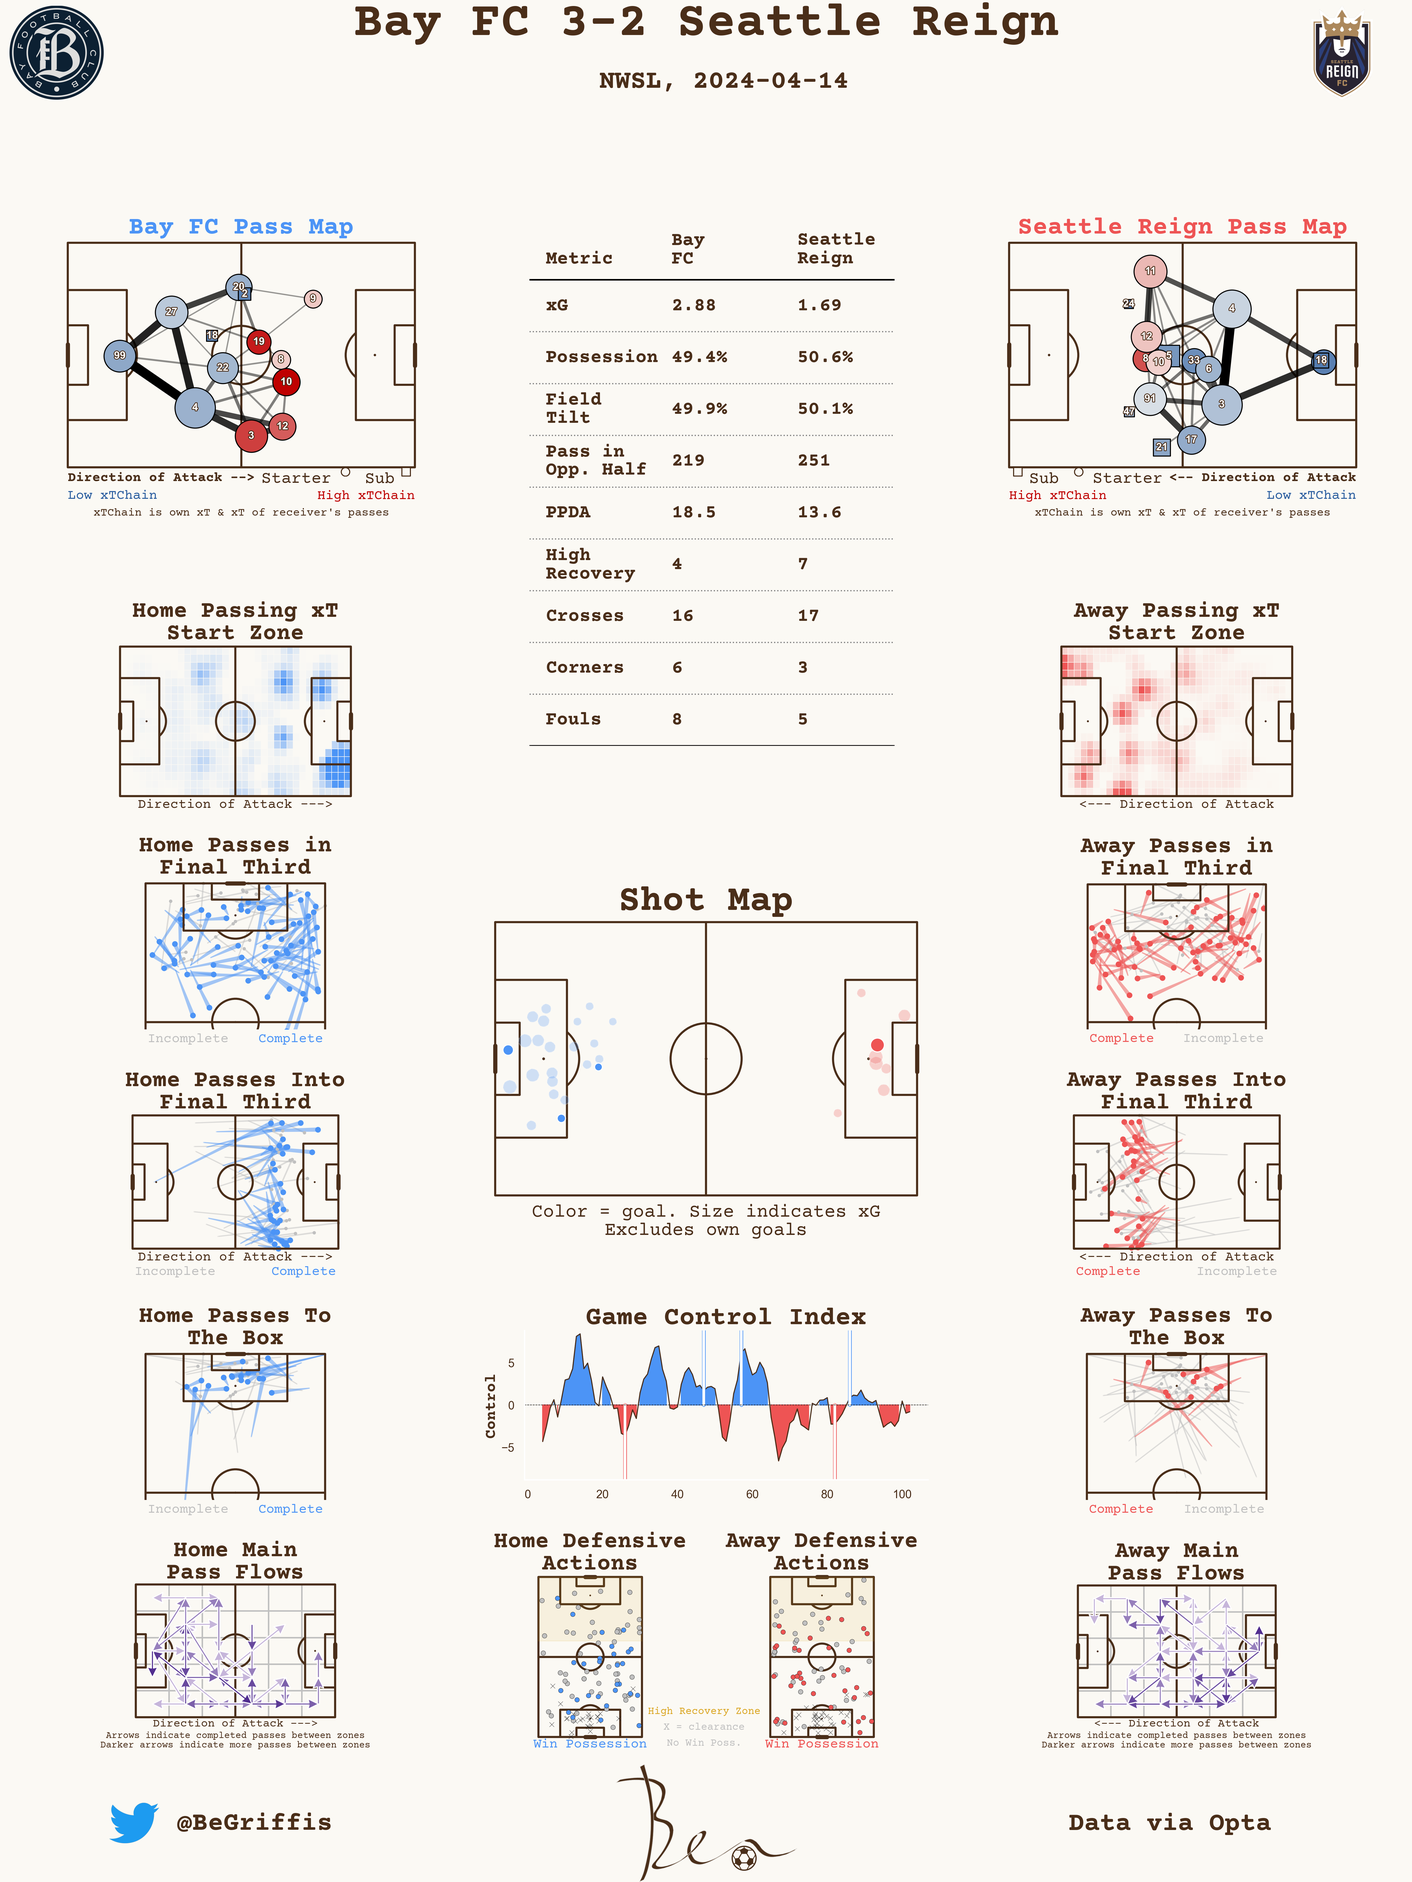 Bay FC 3-2 Seattle Reign
NWSL, 2024-04-14
BAY FOOTBALL CLUB
B
SEATTLE
REIGN
FC
Bay FC Pass Map
20
2
9
27
18
19
99
8
22
10
4
12
3
Direction of Attack --> Starter Sub
Low xTChain High xTChain
xTChain is own xT & xT of receiver's passes
Metric Bay FC Seattle Reign
xG 2.88 1.69
Possession 49.4% 50.6%
Field Tilt 49.9% 50.1%
Pass in Opp. Half 219 251
PPDA 18.5 13.6
High Recovery 4 7
Crosses 16 17
Corners 6 3
Fouls 8 5
Seattle Reign Pass Map
11
24
4
12
8
5
10
33
6
18
91
3
47
17
21
Sub Starter <-- Direction of Attack
High xTChain Low xTChain
xTChain is own xT & xT of receiver's passes
Home Passing xT
Start Zone
Direction of Attack --->
Away Passing xT
Start Zone
<--- Direction of Attack
Home Passes in
Final Third
Incomplete Complete
Away Passes in
Final Third
Complete Incomplete
Shot Map
Color = goal. Size indicates xG
Excludes own goals
Home Passes Into
Final Third
Direction of Attack --->
Incomplete Complete
Away Passes Into
Final Third
<--- Direction of Attack
Complete Incomplete
Home Passes To
The Box
Incomplete Complete
Game Control Index
Control
5
0
−5
0 20 40 60 80 100
Away Passes To
The Box
Complete Incomplete
Home Main
Pass Flows
Direction of Attack --->
Arrows indicate completed passes between zones
Darker arrows indicate more passes between zones
Home Defensive
Actions
Win Possession
High Recovery Zone
X = clearance
No Win Poss.
Away Defensive
Actions
Win Possession
Away Main
Pass Flows
<--- Direction of Attack
Arrows indicate completed passes between zones
Darker arrows indicate more passes between zones
@BeGriffis
Ben
Data via Opta